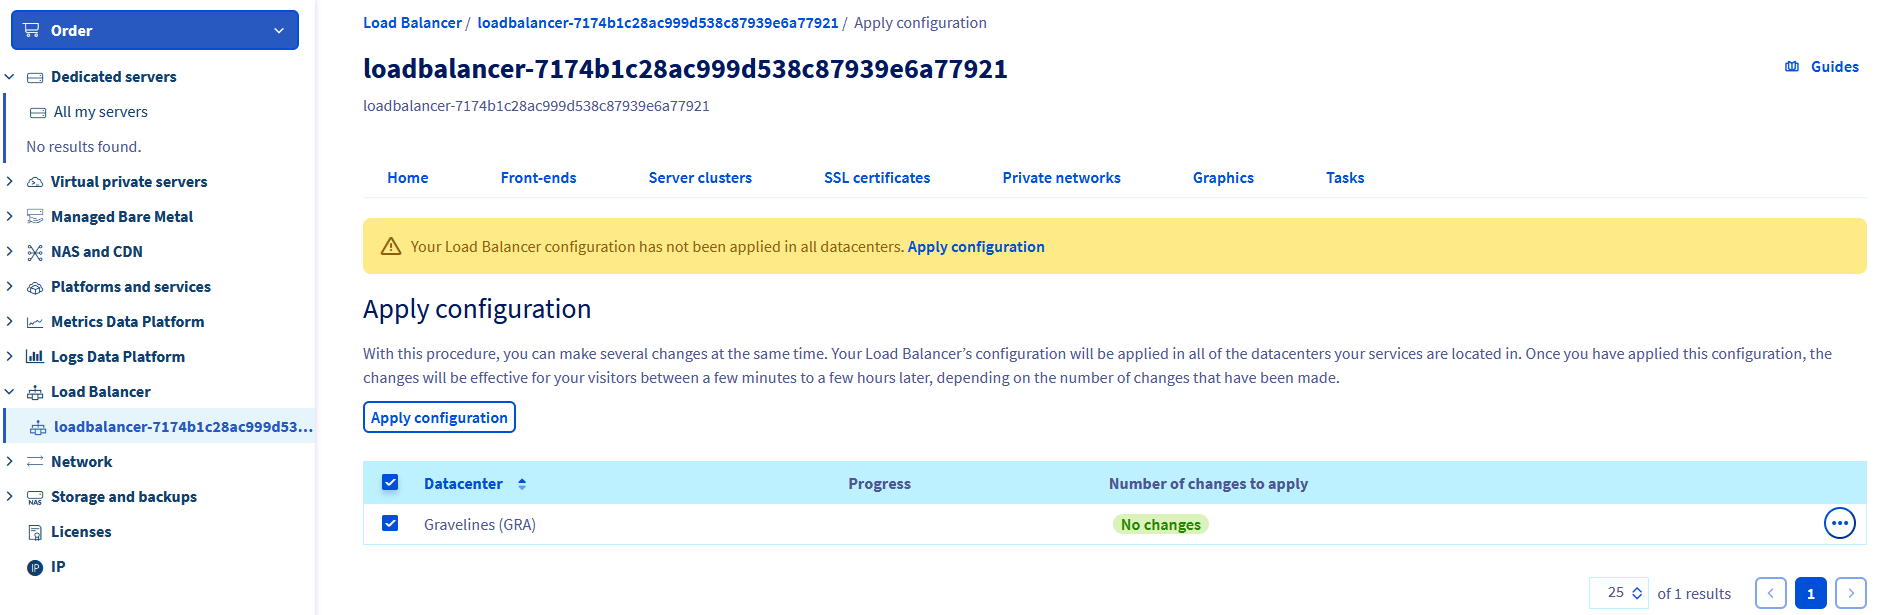 Order
Dedicated servers
All my servers
No results found.
Virtual private servers
Managed Bare Metal
NAS and CDN
Platforms and services
Metrics Data Platform
Logs Data Platform
Load Balancer
loadbalancer-7174b1c28ac999d53...
Network
Storage and backups
Licenses
IP
Load Balancer / loadbalancer-7174b1c28ac999d538c87939e6a77921 / Apply configuration
loadbalancer-7174b1c28ac999d538c87939e6a77921
Guides
loadbalancer-7174b1c28ac999d538c87939e6a77921
Home Front-ends Server clusters SSL certificates Private networks Graphics Tasks
Your Load Balancer configuration has not been applied in all datacenters. Apply configuration
Apply configuration
With this procedure, you can make several changes at the same time. Your Load Balancer’s configuration will be applied in all of the datacenters your services are located in. Once you have applied this configuration, the
changes will be effective for your visitors between a few minutes to a few hours later, depending on the number of changes that have been made.
Apply configuration
Datacenter Progress Number of changes to apply
Gravelines (GRA) No changes
25 of 1 results 1